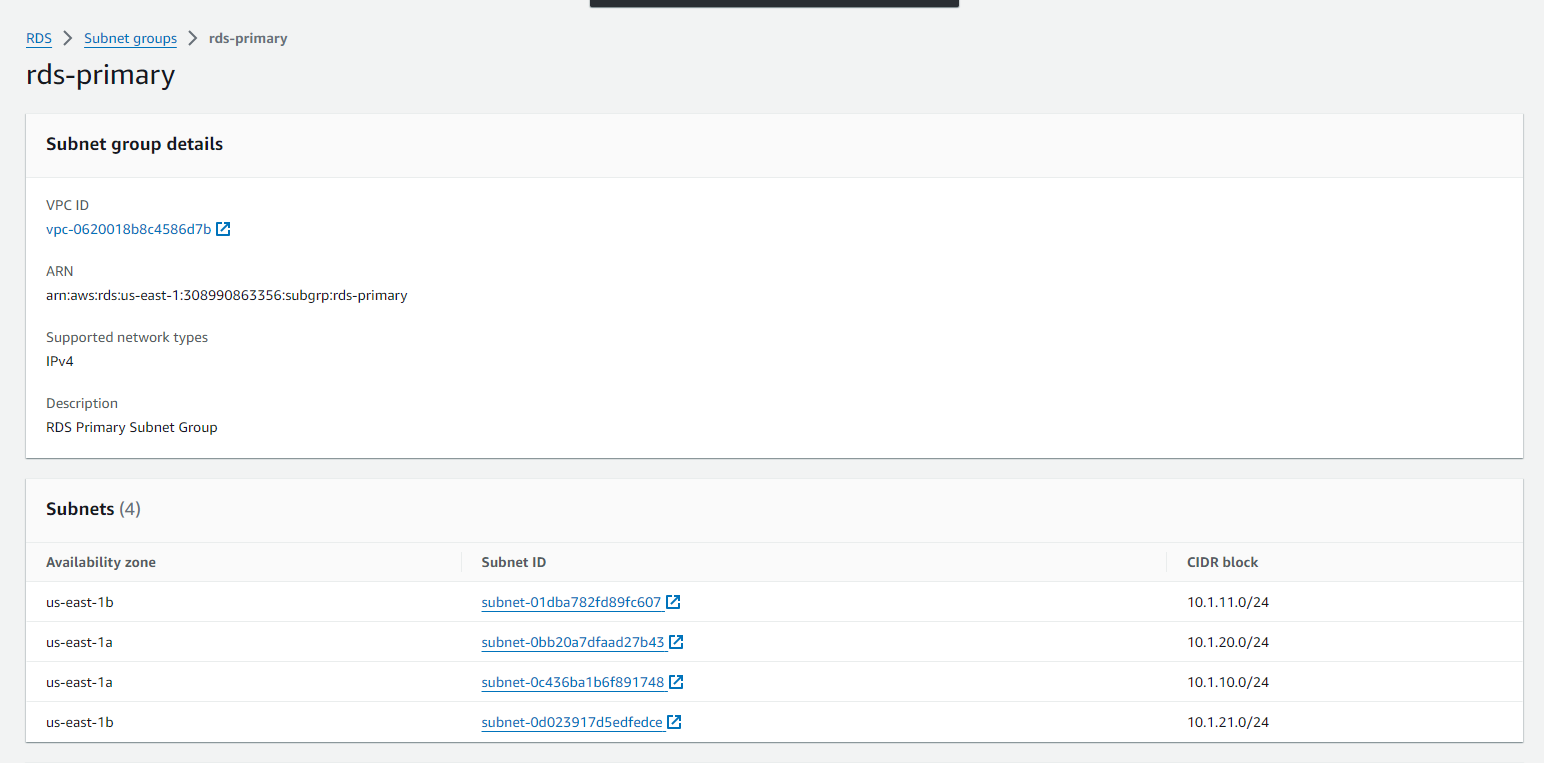 RDS > Subnet groups > rds-primary
rds-primary
Subnet group details
VPC ID
vpc-0620018b8c4586d7b
ARN
arn:aws:rds:us-east-1:308990863356:subgrp:rds-primary
Supported network types
IPv4
Description
RDS Primary Subnet Group
Subnets (4)
Availability zone Subnet ID CIDR block
us-east-1b subnet-01dba782fd89fc607 10.1.11.0/24
us-east-1a subnet-0bb20a7dfaad27b43 10.1.20.0/24
us-east-1a subnet-0c436ba1b6f891748 10.1.10.0/24
us-east-1b subnet-0d023917d5edfedce 10.1.21.0/24